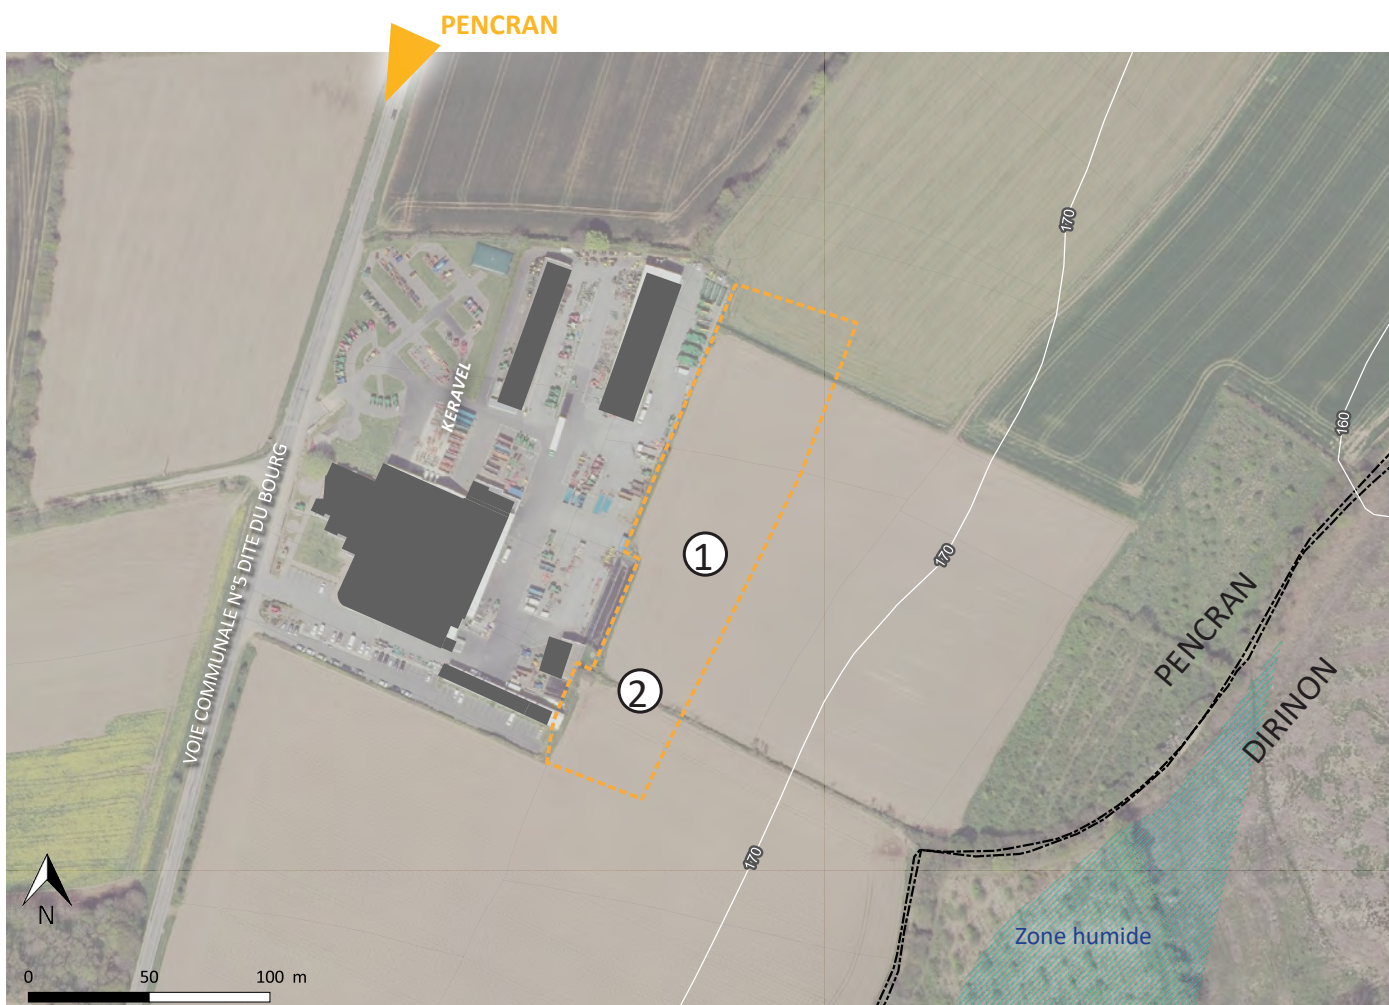 PENCRAN
170
KERAVEL
160
VOIE COMMUNALE N°5 DITE DU BOURG
1
170
PENCRAN
2
DIRINON
170
N
Zone humide
0 50 100 m